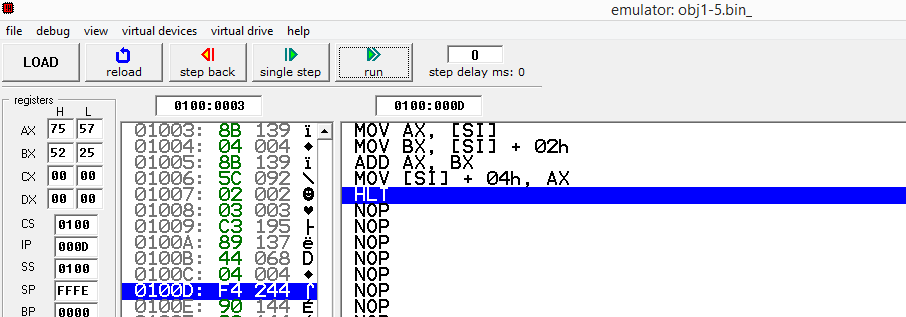 emulator: obj1-5.bin_
file debug view virtual devices virtual drive help
LOAD reload step back single step run 0 step delay ms: 0
registers 0100:0003 0100:000D
H L
AX 75 57
BX 52 25
CX 00 00
DX 00 00
CS 0100
IP 000D
SS 0100
SP FFFE
BP 0000
01003: 8B 139 ï
01004: 04 004 ♦
01005: 8B 139 ï
01006: 5C 092 \
01007: 02 002 ☻
01008: 03 003 ♥
01009: C3 195 ├
0100A: 89 137 ë
0100B: 44 068 D
0100C: 04 004 ♦
0100D: F4 244 ⌠
0100E: 90 144 É
MOV AX, [SI]
MOV BX, [SI] + 02h
ADD AX, BX
MOV [SI] + 04h, AX
HLT
NOP
NOP
NOP
NOP
NOP
NOP
NOP